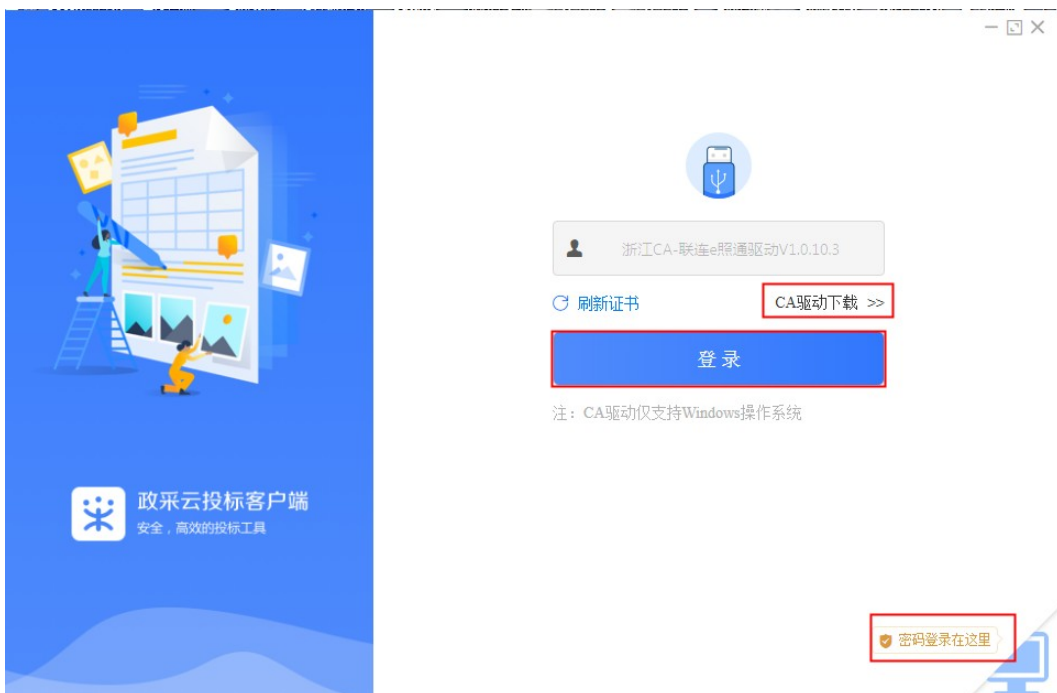 浙江CA-联连e照通驱动V1.0.10.3
刷新证书
CA驱动下载 >>
登录
注：CA驱动仅支持Windows操作系统
政采云投标客户端
安全，高效的投标工具
密码登录在这里